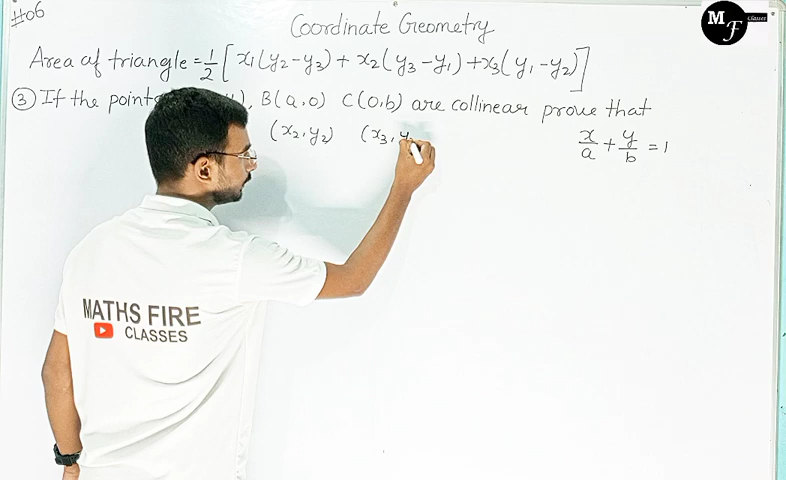 #06
Coordinate Geometry
M
F
Classes
Area of triangle = 1/2 [ x1(y2-y3) + x2(y3-y1) + x3(y1-y2) ]
③ If the points , B(a,0) C(0,b) are collinear prove that
(x2,y2) (x3,y
x/a + y/b = 1
MATHS FIRE
CLASSES